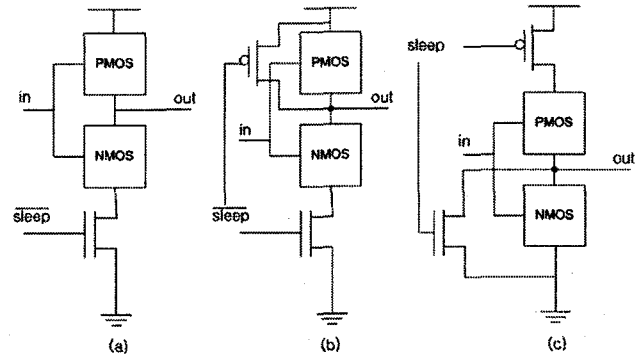 PMOS
in
out
NMOS
sleep
(a)
PMOS
in
out
NMOS
sleep
(b)
sleep
PMOS
in
out
NMOS
(c)